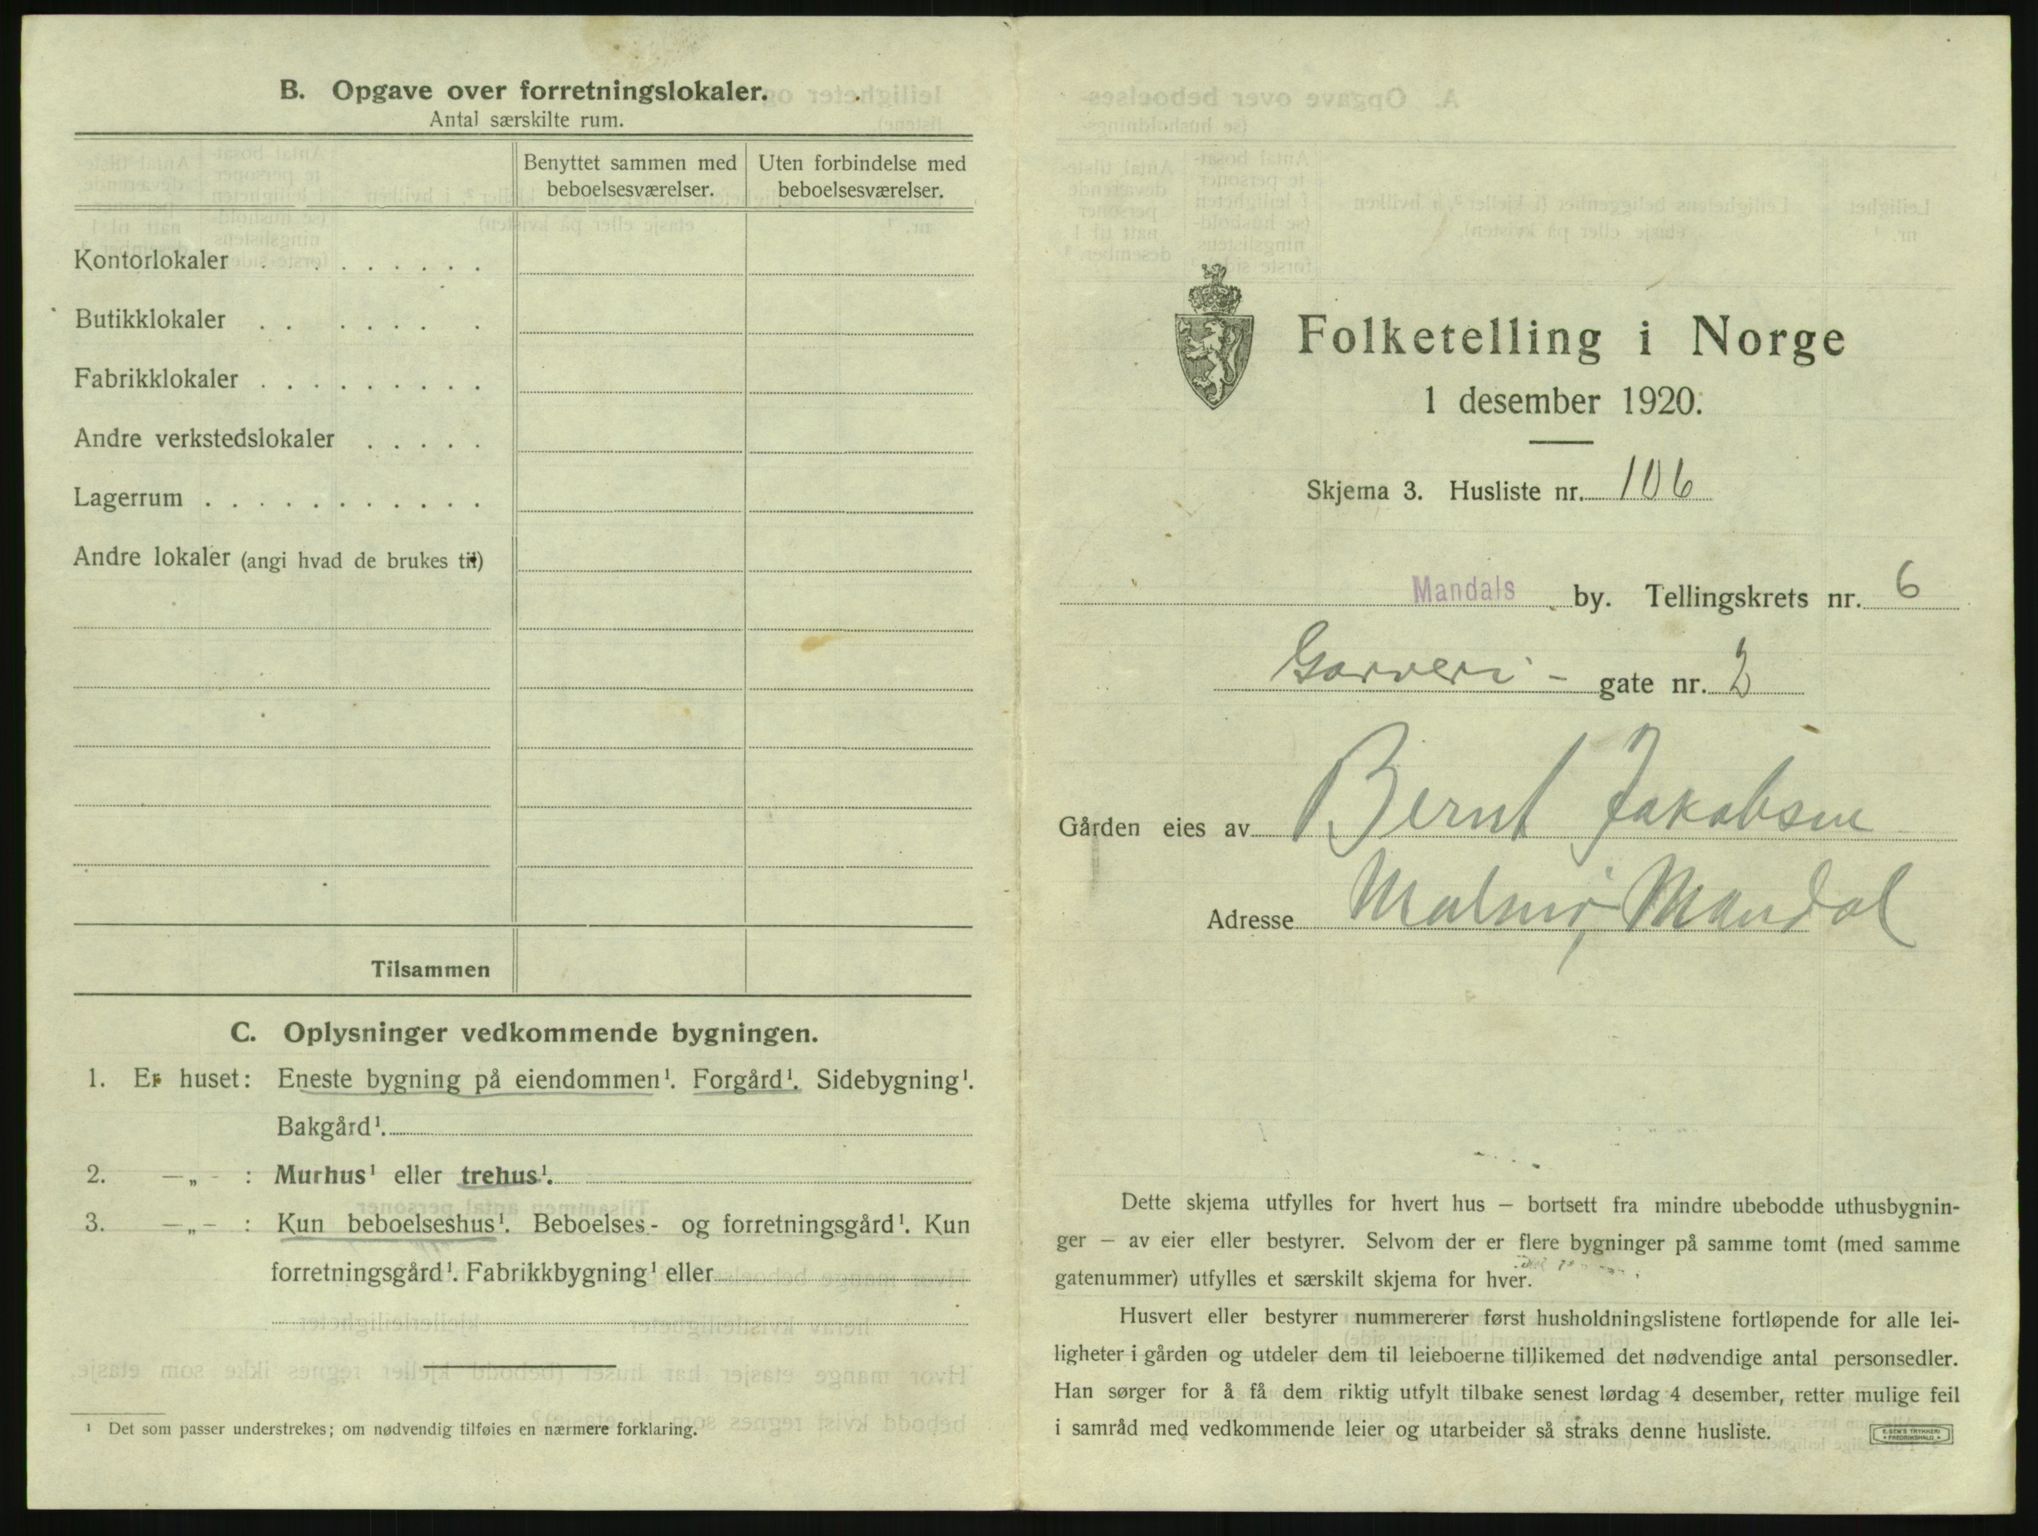 B. Opgave over forretningslokaler.
Antal særskilte rum.
Benyttet sammen med
beboelsesværelser.
Uten forbindelse med
beboelsesværelser.
Kontorlokaler . . . . . . . . .
Butikklokaler . . . . . . .
Fabrikklokaler . . . . . . . . .
Andre verkstedslokaler . . . . .
Lagerrum . . . . . . . . . . .
Andre lokaler (angi hvad de brukes til)
Tilsammen
C. Oplysninger vedkommende bygningen.
1. Er huset: Eneste bygning på eiendommen¹. Forgård¹. Sidebygning¹.
Bakgård¹.
2. —„— : Murhus¹ eller trehus¹.
3. —„— : Kun beboelseshus¹. Beboelses- og forretningsgård¹. Kun
forretningsgård¹. Fabrikkbygning¹ eller
¹ Det som passer understrekes; om nødvendig tilføies en nærmere forklaring.
Folketelling i Norge
1 desember 1920.
Skjema 3. Husliste nr. 106
Mandals by. Tellingskrets nr. 6
Garveri - gate nr. 2
Gården eies av Bernt Jakobsen
Adresse Malmø, Mandal
Dette skjema utfylles for hvert hus — bortsett fra mindre ubebodde uthusbygnin-
ger — av eier eller bestyrer. Selvom der er flere bygninger på samme tomt (med samme
gatenummer) utfylles et særskilt skjema for hver.
Husvert eller bestyrer nummererer først husholdningslistene fortløpende for alle lei-
ligheter i gården og utdeler dem til leieboerne tillikemed det nødvendige antal personsedler.
Han sørger for å få dem riktig utfylt tilbake senest lørdag 4 desember, retter mulige feil
i samråd med vedkommende leier og utarbeider så straks denne husliste.